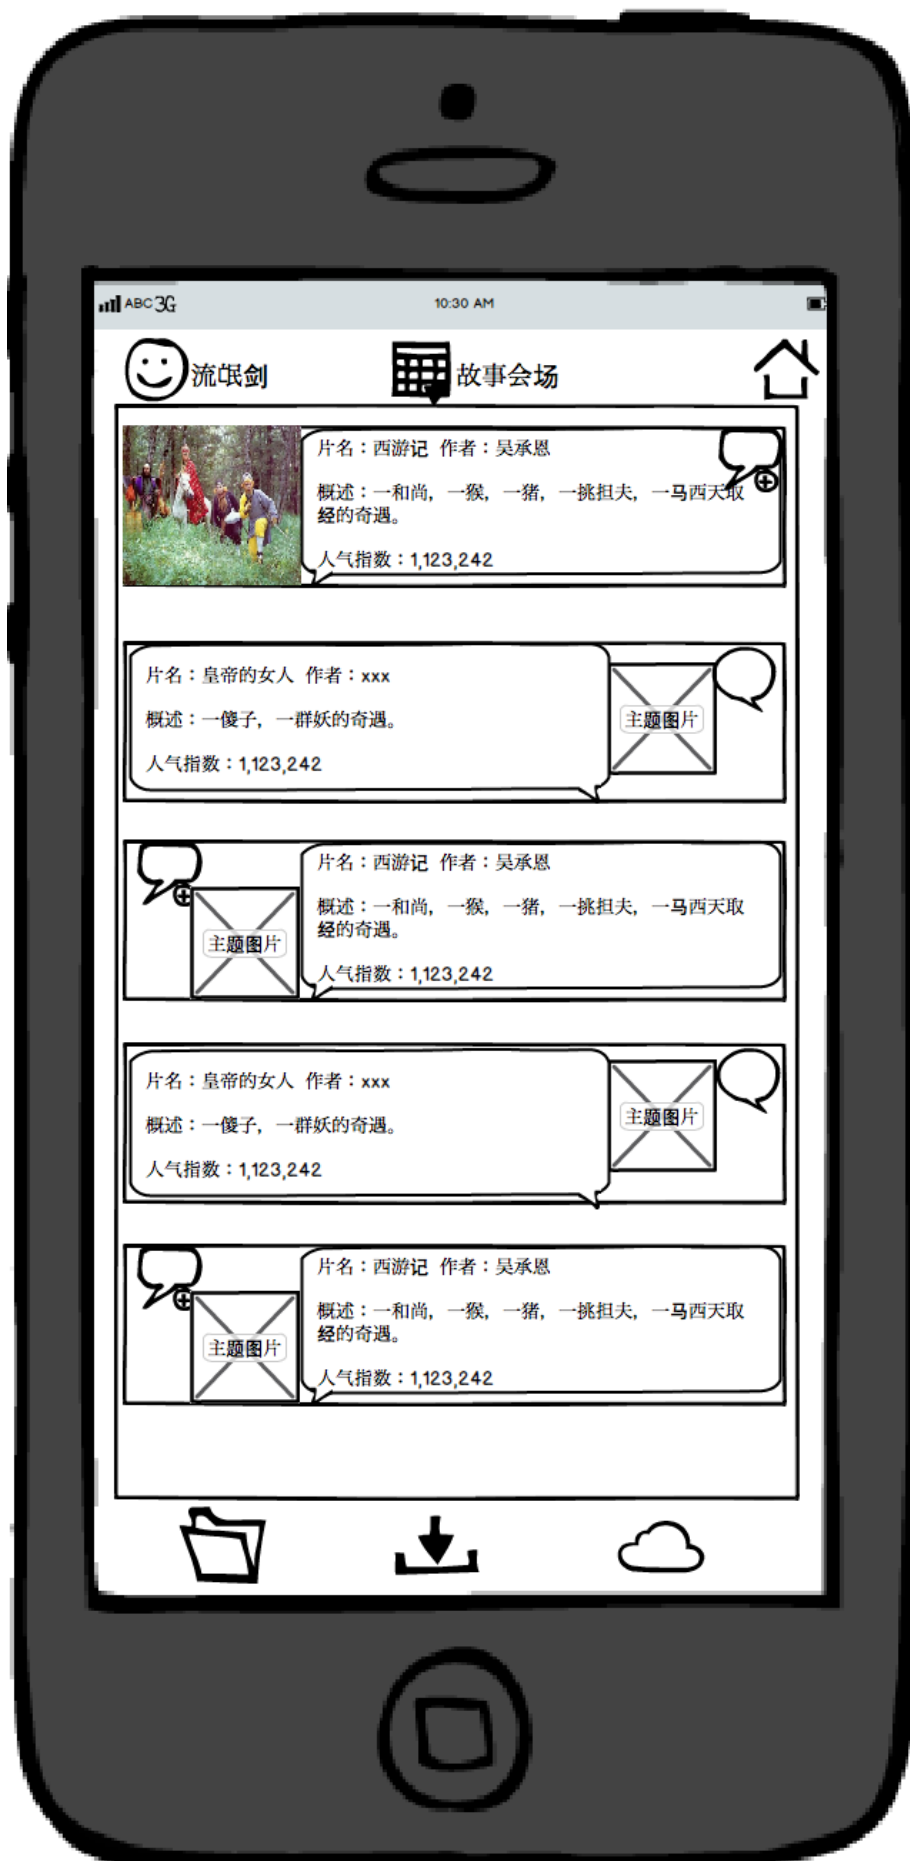 ABC 3G 10:30 AM
流氓剑 故事会场
片名：西游记 作者：吴承恩
概述：一和尚，一猴，一猪，一挑担夫，一马西天取
经的奇遇。
人气指数：1,123,242
片名：皇帝的女人 作者：xxx
概述：一傻子，一群妖的奇遇。
人气指数：1,123,242
主题图片
片名：西游记 作者：吴承恩
概述：一和尚，一猴，一猪，一挑担夫，一马西天取
经的奇遇。
人气指数：1,123,242
主题图片
片名：皇帝的女人 作者：xxx
概述：一傻子，一群妖的奇遇。
人气指数：1,123,242
主题图片
片名：西游记 作者：吴承恩
概述：一和尚，一猴，一猪，一挑担夫，一马西天取
经的奇遇。
人气指数：1,123,242
主题图片